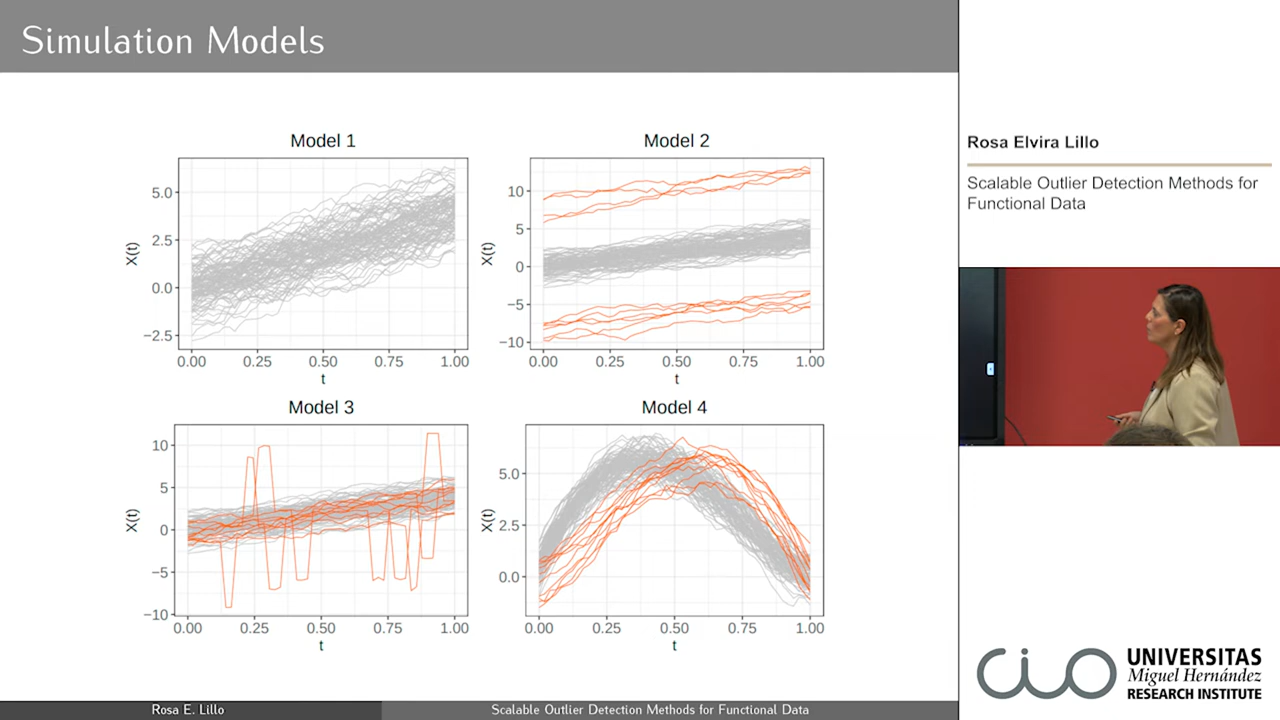 Simulation Models
Model 1
X(t)
5.0
2.5
0.0
−2.5
0.00 0.25 0.50 0.75 1.00
t
Model 2
X(t)
10
5
0
−5
−10
0.00 0.25 0.50 0.75 1.00
t
Model 3
X(t)
10
5
0
−5
−10
0.00 0.25 0.50 0.75 1.00
t
Model 4
X(t)
5.0
2.5
0.0
0.00 0.25 0.50 0.75 1.00
t
Rosa E. Lillo
Scalable Outlier Detection Methods for Functional Data
Rosa Elvira Lillo
Scalable Outlier Detection Methods for
Functional Data
cio
UNIVERSITAS
Miguel Hernández
RESEARCH INSTITUTE